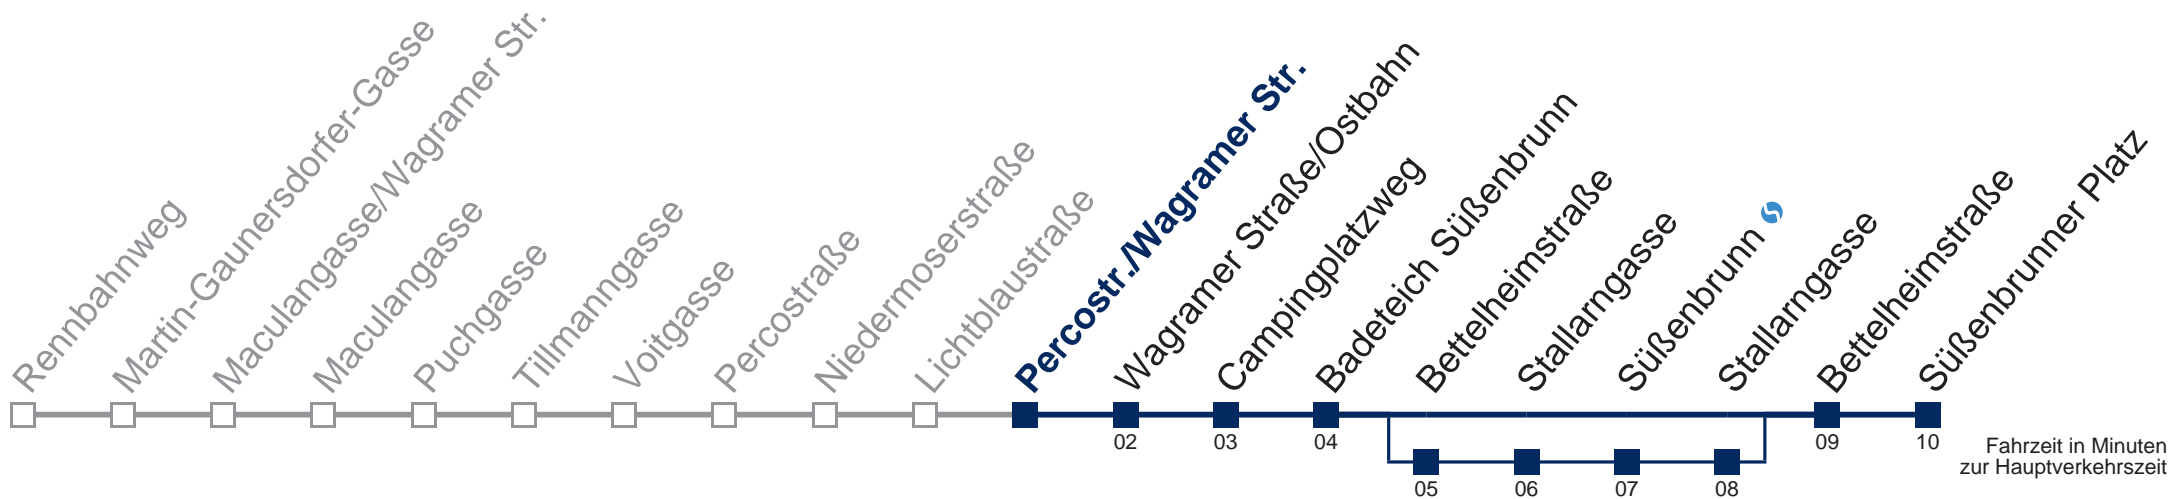 Rennbahnweg
Martin-Gaunersdorfer-Gasse
Maculangasse/Wagramer Str.
Maculangasse
Puchgasse
Tillmanngasse
Voitgasse
Percostraße
Niedermoserstraße
Lichtblaustraße
Percostr./Wagramer Str.
Wagramer Straße/Ostbahn
Campingplatzweg
Badeteich Süßenbrunn
Bettelheimstraße
Stallarngasse
Süßenbrunn
Stallarngasse
Bettelheimstraße
Süßenbrunner Platz
02 03 04 09 10
05 06 07 08
Fahrzeit in Minuten
zur Hauptverkehrszeit